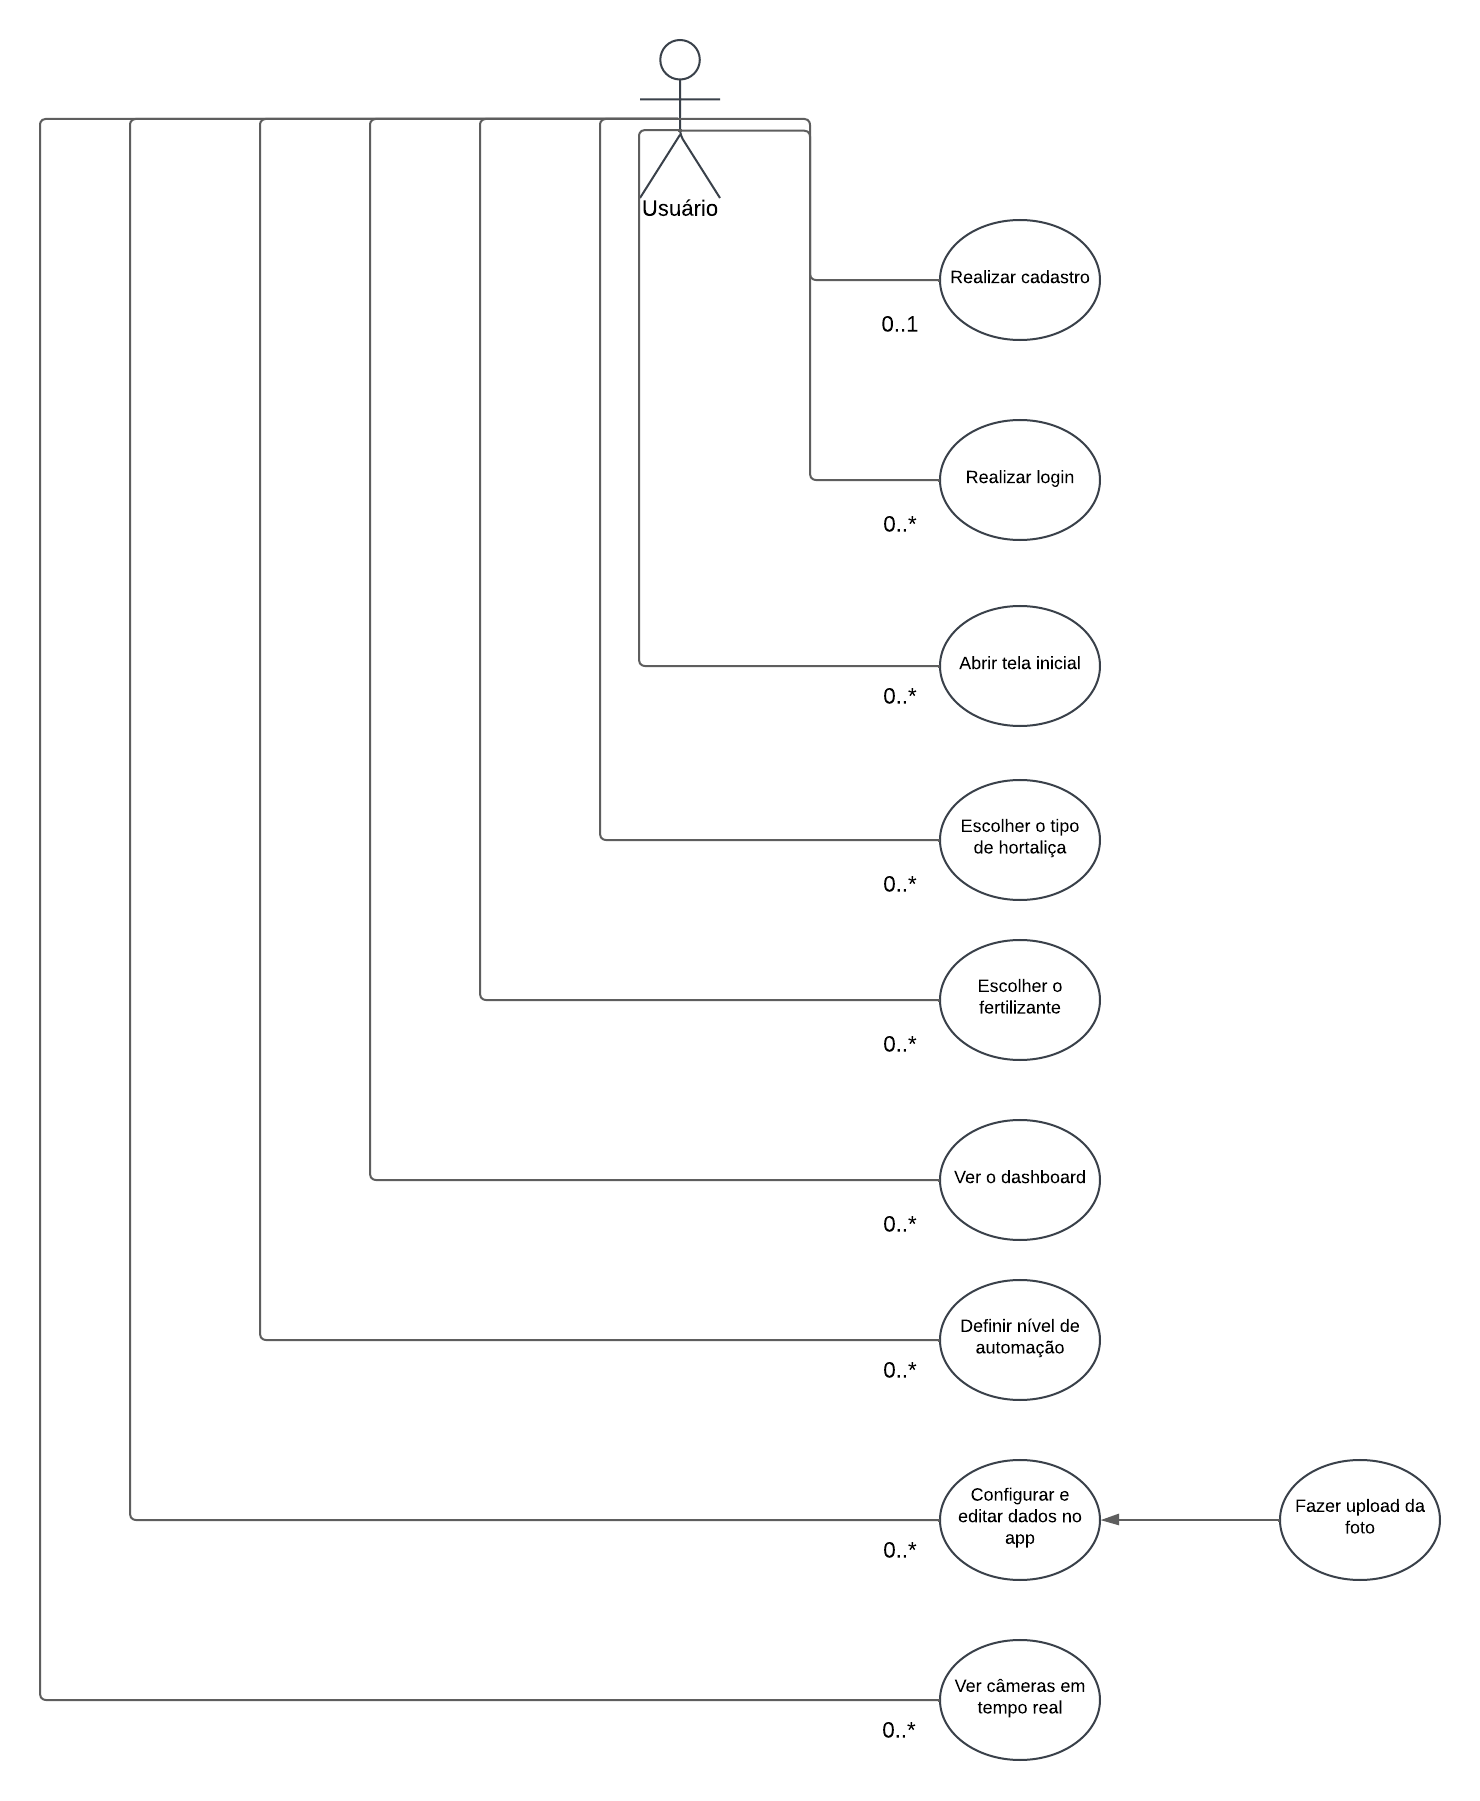 Usuário
Realizar cadastro
0..1
Realizar login
0..*
Abrir tela inicial
0..*
Escolher o tipo
de hortaliça
0..*
Escolher o
fertilizante
0..*
Ver o dashboard
0..*
Definir nível de
automação
0..*
Configurar e
editar dados no
app
Fazer upload da
foto
0..*
Ver câmeras em
tempo real
0..*